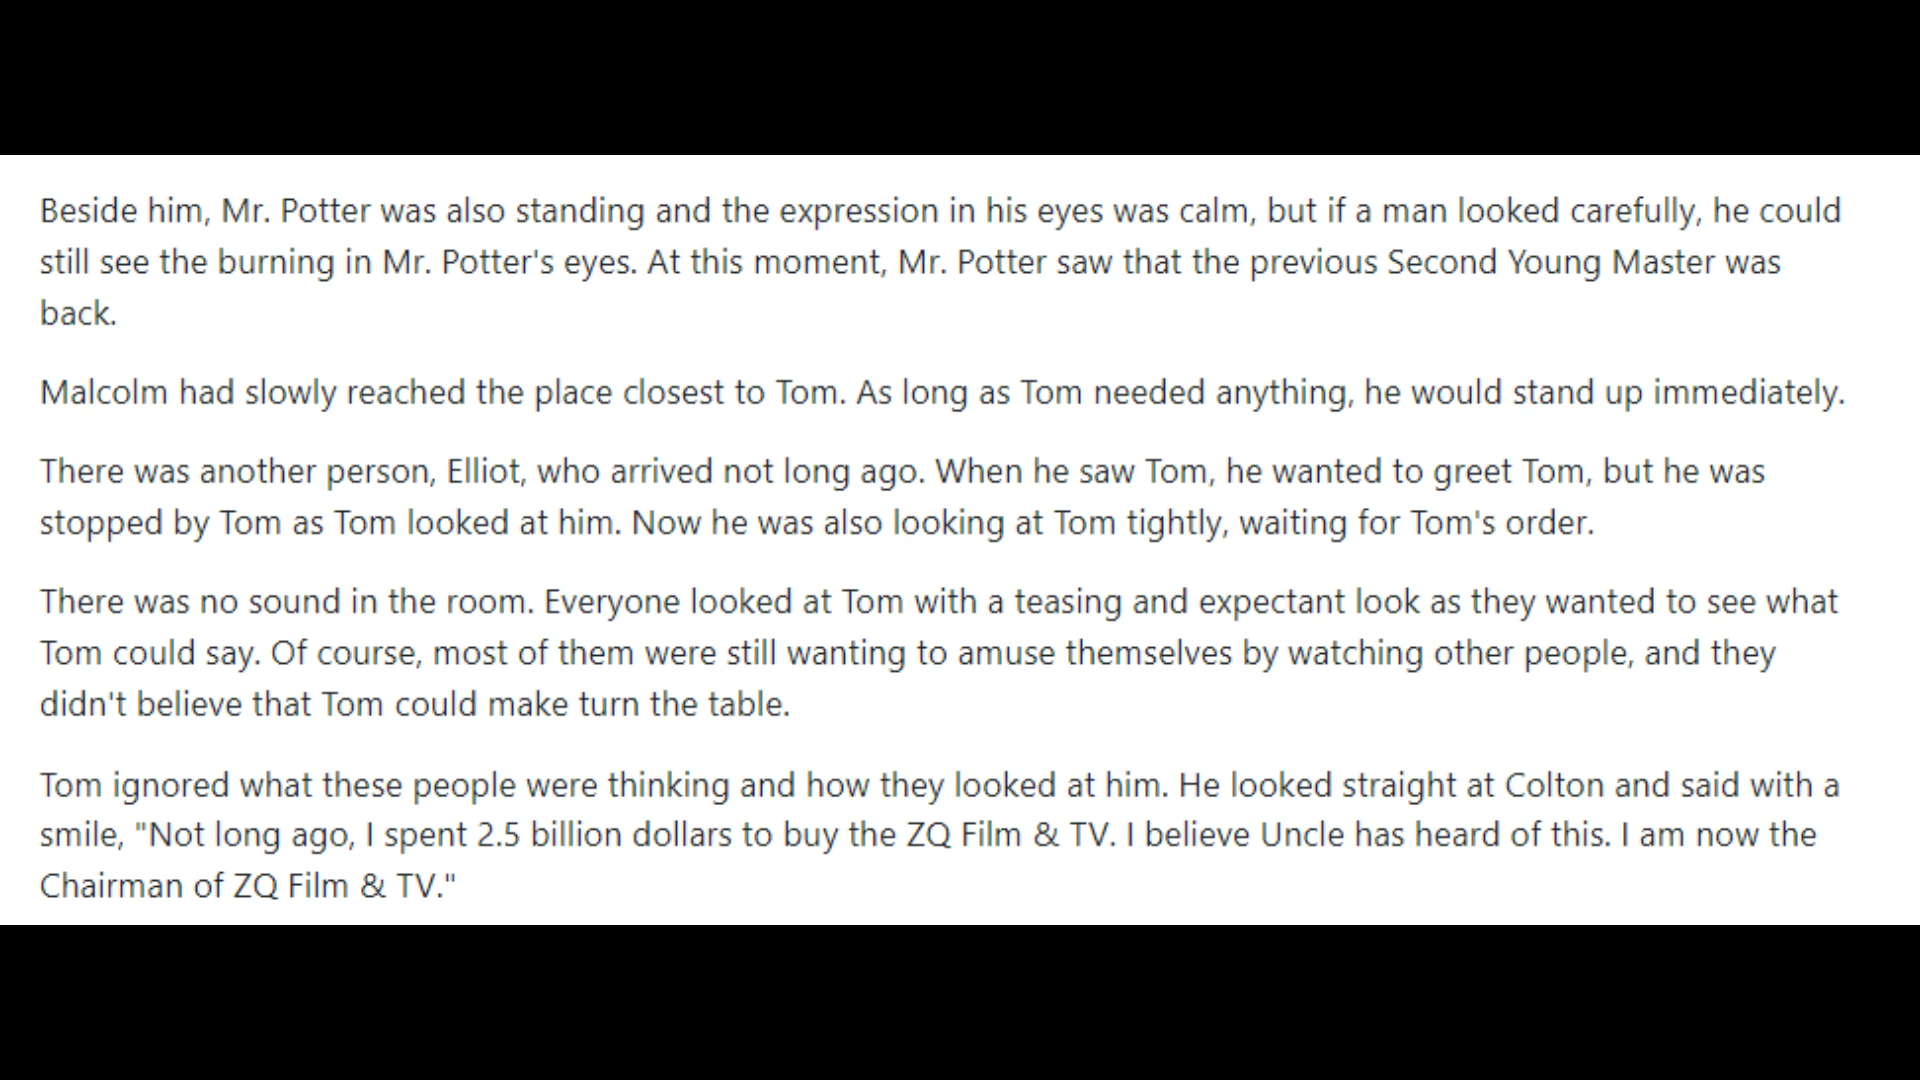 Beside him, Mr. Potter was also standing and the expression in his eyes was calm, but if a man looked carefully, he could
still see the burning in Mr. Potter's eyes. At this moment, Mr. Potter saw that the previous Second Young Master was
back.
Malcolm had slowly reached the place closest to Tom. As long as Tom needed anything, he would stand up immediately.
There was another person, Elliot, who arrived not long ago. When he saw Tom, he wanted to greet Tom, but he was
stopped by Tom as Tom looked at him. Now he was also looking at Tom tightly, waiting for Tom's order.
There was no sound in the room. Everyone looked at Tom with a teasing and expectant look as they wanted to see what
Tom could say. Of course, most of them were still wanting to amuse themselves by watching other people, and they
didn't believe that Tom could make turn the table.
Tom ignored what these people were thinking and how they looked at him. He looked straight at Colton and said with a
smile, "Not long ago, I spent 2.5 billion dollars to buy the ZQ Film & TV. I believe Uncle has heard of this. I am now the
Chairman of ZQ Film & TV."